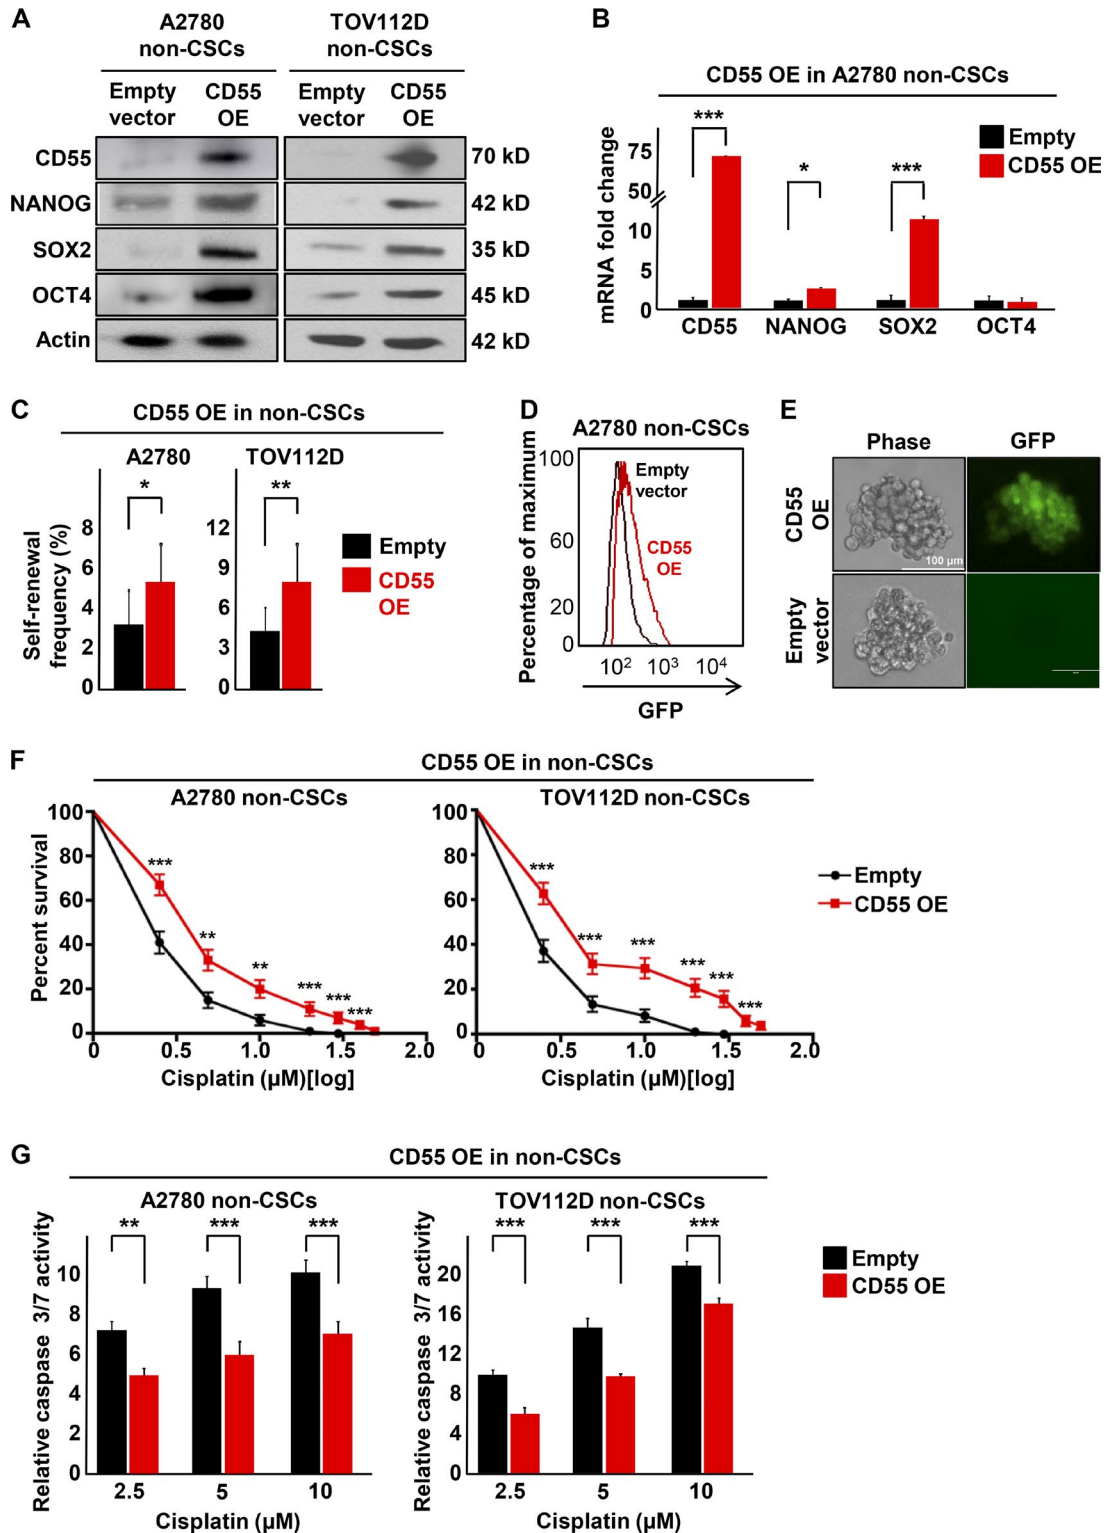 A
A2780
non-CSCs
TOV112D
non-CSCs
Empty
vector
CD55
OE
Empty
vector
CD55
OE
CD55
70 kD
NANOG
42 kD
SOX2
35 kD
OCT4
45 kD
Actin
42 kD
B
CD55 OE in A2780 non-CSCs
mRNA fold change
75
50
10
5
0
***
*
***
Empty
CD55 OE
CD55
NANOG
SOX2
OCT4
C
CD55 OE in non-CSCs
A2780
TOV112D
Self-renewal
frequency (%)
8
6
4
2
0
*
12
9
6
3
0
**
Empty
CD55
OE
D
A2780 non-CSCs
Percentage of maximum
100
60
20
0
Empty
vector
CD55
OE
10²
10³
10⁴
GFP
E
Phase
GFP
CD55
OE
100 µm
Empty
vector
F
CD55 OE in non-CSCs
A2780 non-CSCs
TOV112D non-CSCs
Percent survival
100
80
60
40
20
0
***
**
**
***
***
***
0
0.5
1.0
1.5
2.0
Cisplatin (µM)[log]
100
80
60
40
20
0
***
***
***
***
***
***
0
0.5
1.0
1.5
2.0
Cisplatin (µM)[log]
Empty
CD55 OE
G
CD55 OE in non-CSCs
A2780 non-CSCs
TOV112D non-CSCs
Relative caspase 3/7 activity
10
8
6
4
2
0
**
***
***
2.5
5
10
Cisplatin (µM)
Relative caspase 3/7 activity
20
16
12
8
4
0
***
***
***
2.5
5
10
Cisplatin (µM)
Empty
CD55 OE